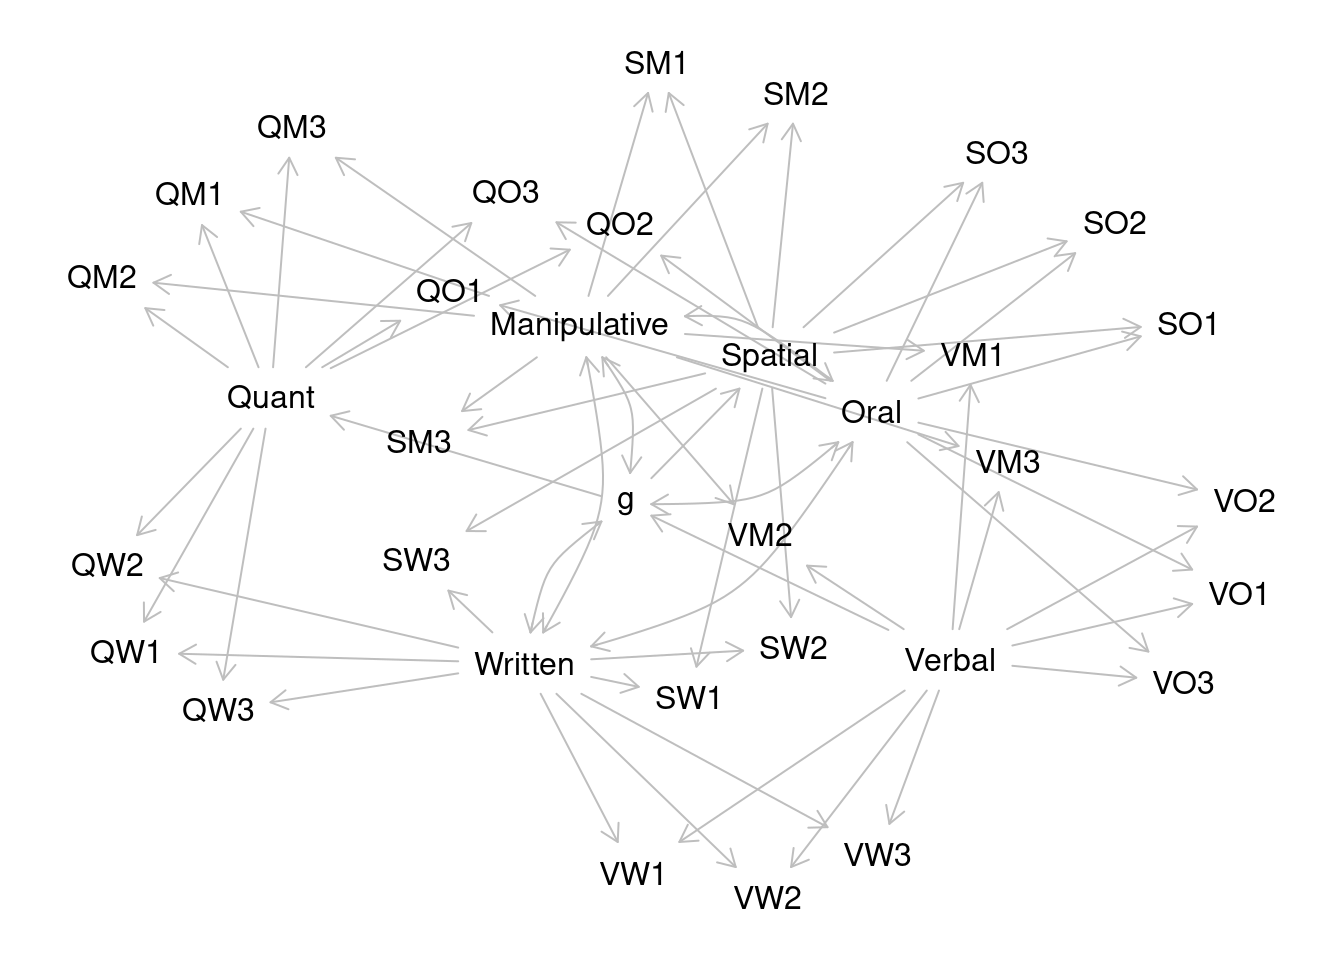 SM1
SM2
QM3
SO3
QM1
QO3
QO2
SO2
QM2
QO1
Manipulative
SO1
Spatial
VM1
Quant
Oral
SM3
VM3
g
VO2
VM2
SW3
QW2
VO1
QW1
SW2
Written
Verbal
VO3
SW1
QW3
VW3
VW1
VW2